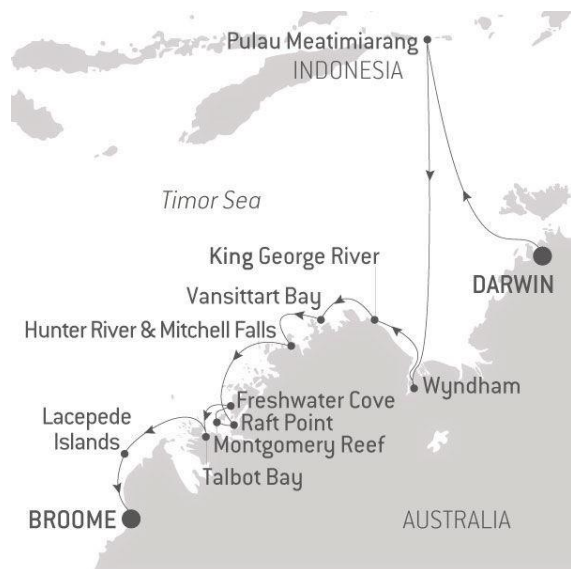 Pulau Meatimiarang
INDONESIA
Timor Sea
King George River
DARWIN
Vansittart Bay
Hunter River & Mitchell Falls
Wyndham
Freshwater Cove
Raft Point
Lacepede
Islands
Montgomery Reef
Talbot Bay
BROOME
AUSTRALIA